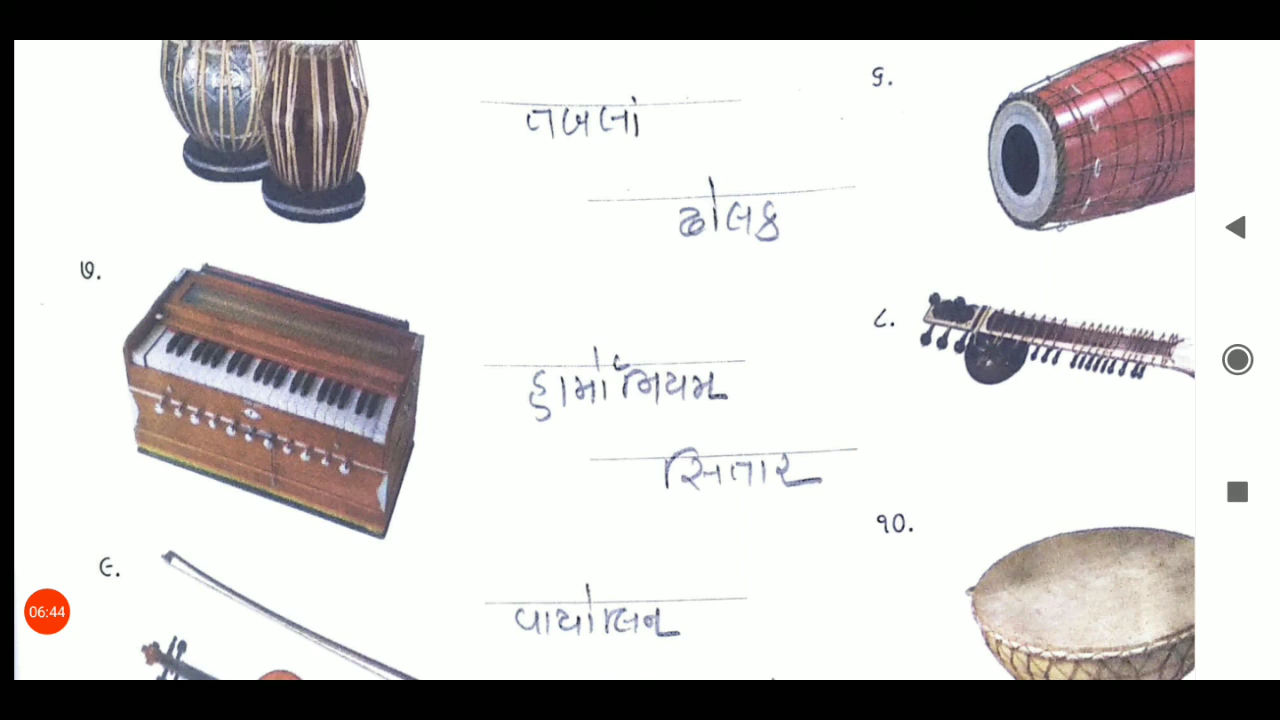 ૬.
તબલાં
ઢોલક
૭.
હાર્મોનિયમ
૮.
સિતાર
૯.
૧૦.
વાયોલિન
06:44